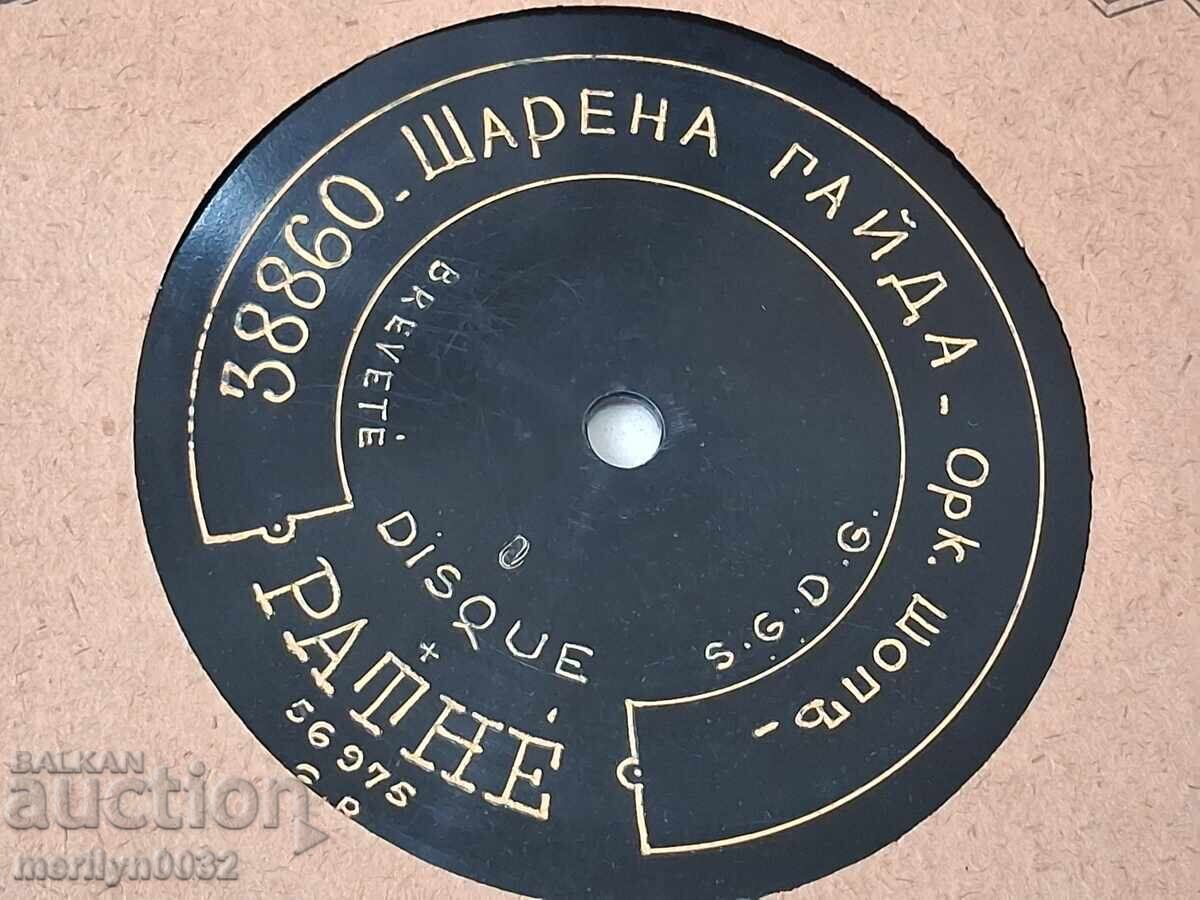 38860.- ШАРЕНА ГАЙДА - Орк. Шопъ -
BREVETÉ
DISQUE
S.G.D.G.
PATHÉ
56975
BALKAN
auction
merilyn0032